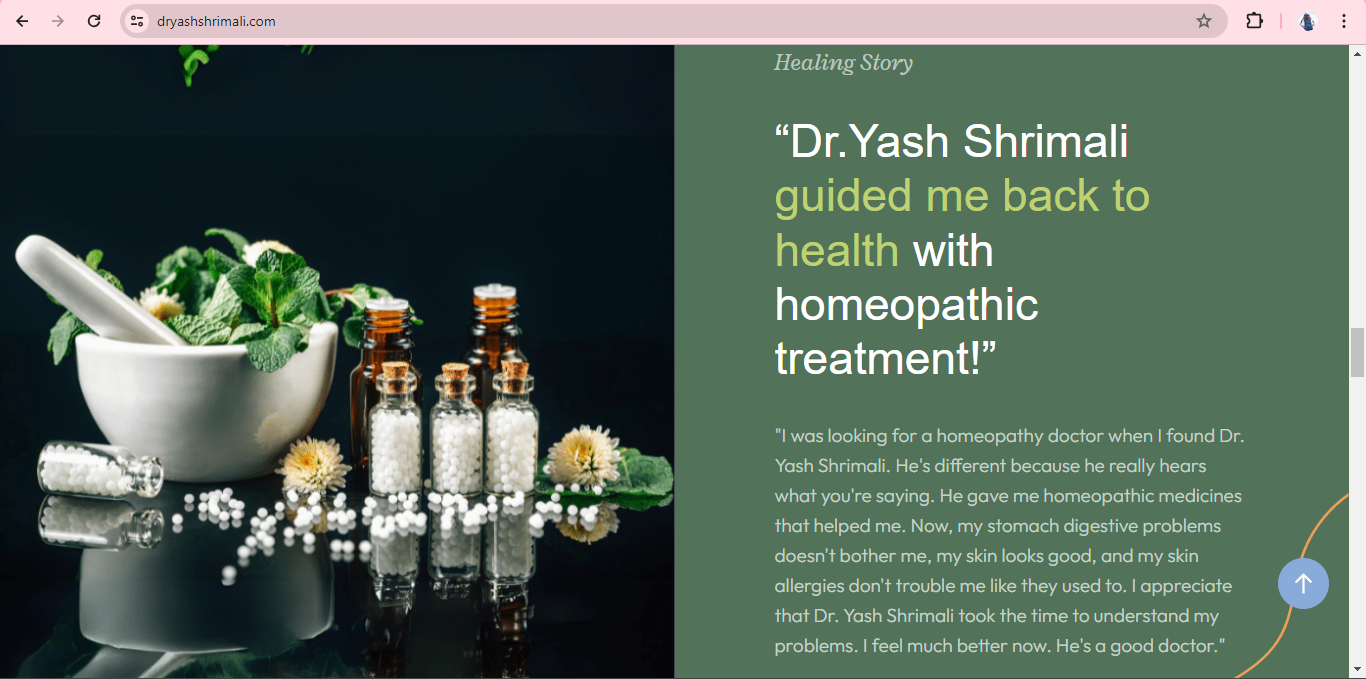 dryashshrimali.com
Healing Story
“Dr.Yash Shrimali
guided me back to
health with
homeopathic
treatment!”
"I was looking for a homeopathy doctor when I found Dr.
Yash Shrimali. He's different because he really hears
what you're saying. He gave me homeopathic medicines
that helped me. Now, my stomach digestive problems
doesn't bother me, my skin looks good, and my skin
allergies don't trouble me like they used to. I appreciate
that Dr. Yash Shrimali took the time to understand my
problems. I feel much better now. He's a good doctor."